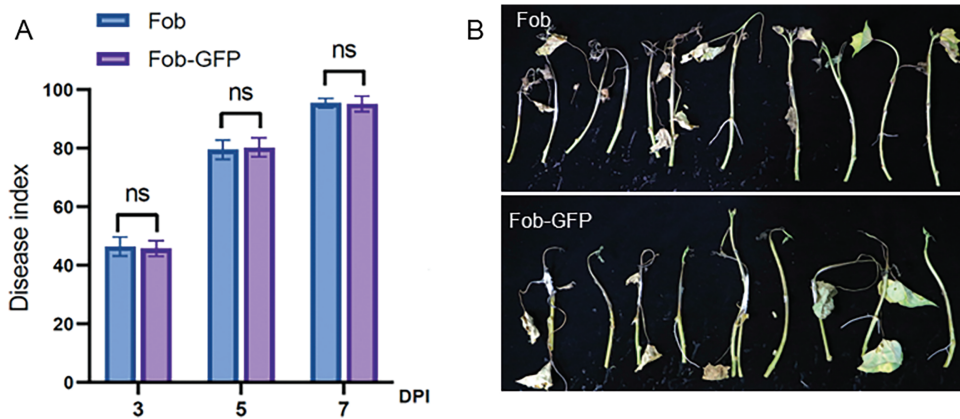 A
Fob
Fob-GFP
Disease index
100
80
60
40
20
0
ns
ns
ns
3
5
7
DPI
B
Fob
Fob-GFP